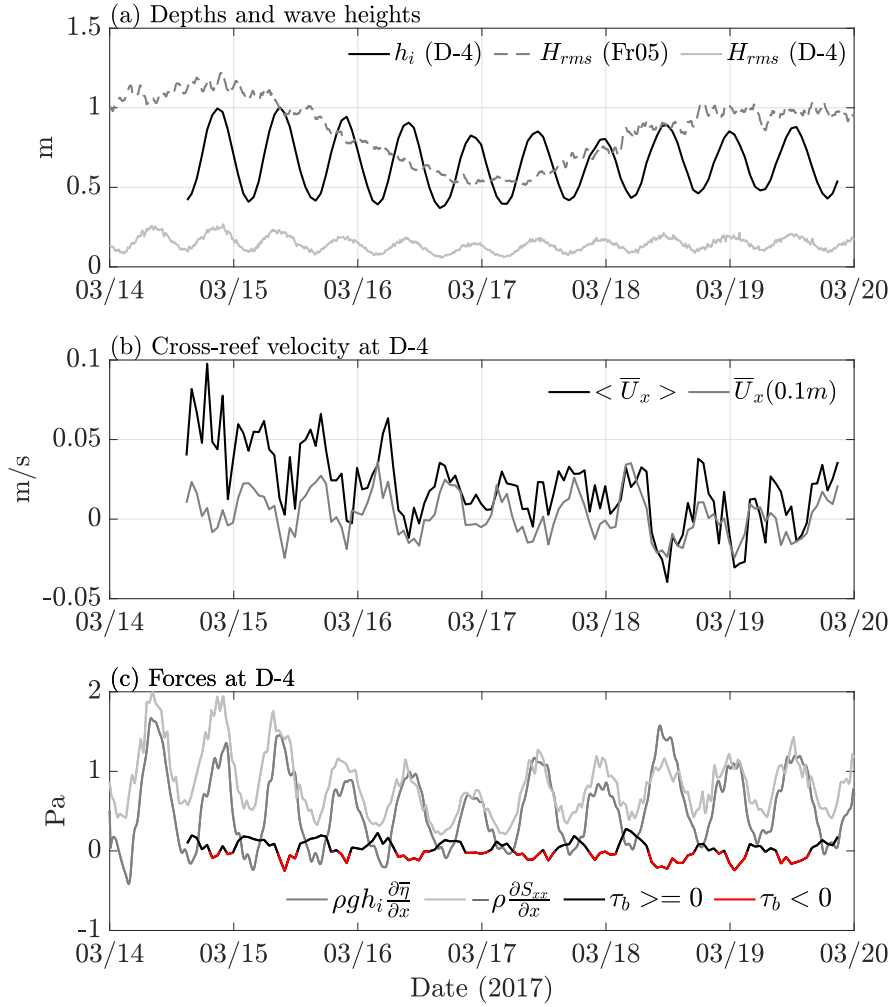 (a) Depths and wave heights
h_i (D-4) H_rms (Fr05) H_rms (D-4)
1.5
1
0.5
0
m
03/14 03/15 03/16 03/17 03/18 03/19 03/20
(b) Cross-reef velocity at D-4
< U̅_x > U̅_x(0.1m)
0.1
0.05
0
-0.05
m/s
03/14 03/15 03/16 03/17 03/18 03/19 03/20
(c) Forces at D-4
2
1
0
-1
Pa
ρgh_i ∂η̅/∂x −ρ ∂S_xx/∂x τ_b >= 0 τ_b < 0
03/14 03/15 03/16 03/17 03/18 03/19 03/20
Date (2017)